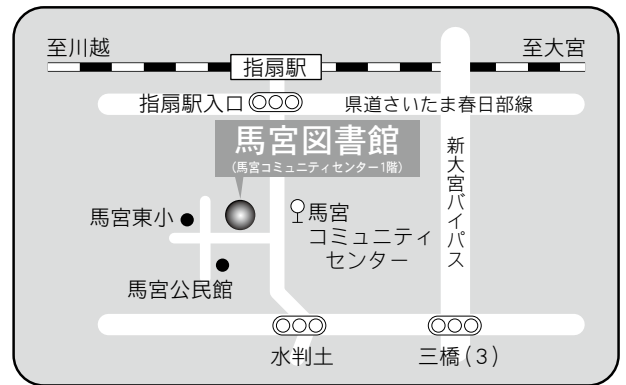 至川越
至大宮
指扇駅
指扇駅入口
県道さいたま春日部線
馬宮図書館
(馬宮コミュニティセンター1階)
新大宮バイパス
馬宮東小
馬宮
コミュニティ
センター
馬宮公民館
水判土
三橋(3)